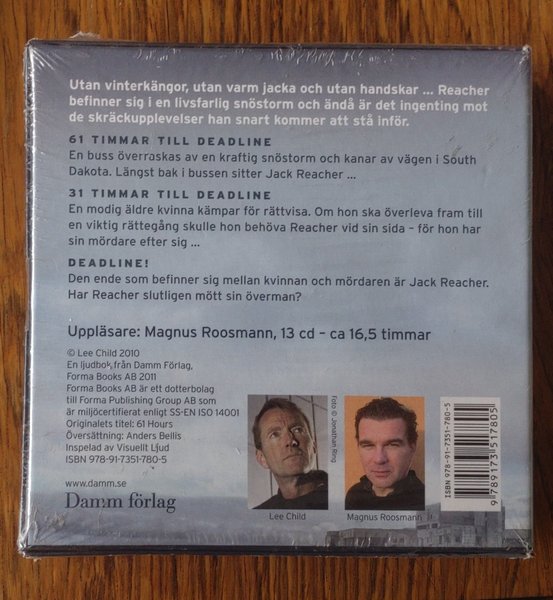 Utan vinterkängor, utan varm jacka och utan handskar ... Reacher
befinner sig i en livsfarlig snöstorm och ändå är det ingenting mot
de skräckupplevelser han snart kommer att stå inför.
61 TIMMAR TILL DEADLINE
En buss överraskas av en kraftig snöstorm och kanar av vägen i South
Dakota. Längst bak i bussen sitter Jack Reacher ...
31 TIMMAR TILL DEADLINE
En modig äldre kvinna kämpar för rättvisa. Om hon ska överleva fram till
en viktig rättegång skulle hon behöva Reacher vid sin sida – för hon har
sin mördare efter sig ...
DEADLINE!
Den ende som befinner sig mellan kvinnan och mördaren är Jack Reacher.
Har Reacher slutligen mött sin överman?
Uppläsare: Magnus Roosmann, 13 cd – ca 16,5 timmar
© Lee Child 2010
En ljudbok från Damm Förlag,
Forma Books AB 2011
Forma Books AB är ett dotterbolag
till Forma Publishing Group AB som
är miljöcertifierat enligt SS-EN ISO 14001
Originalets titel: 61 Hours
Översättning: Anders Bellis
Inspelad av Visuellt Ljud
ISBN 978-91-7351-780-5
www.damm.se
Damm förlag
Lee Child
Foto © Jonathan Ring
Magnus Roosmann
ISBN 978-91-7351-780-5
9789173517805